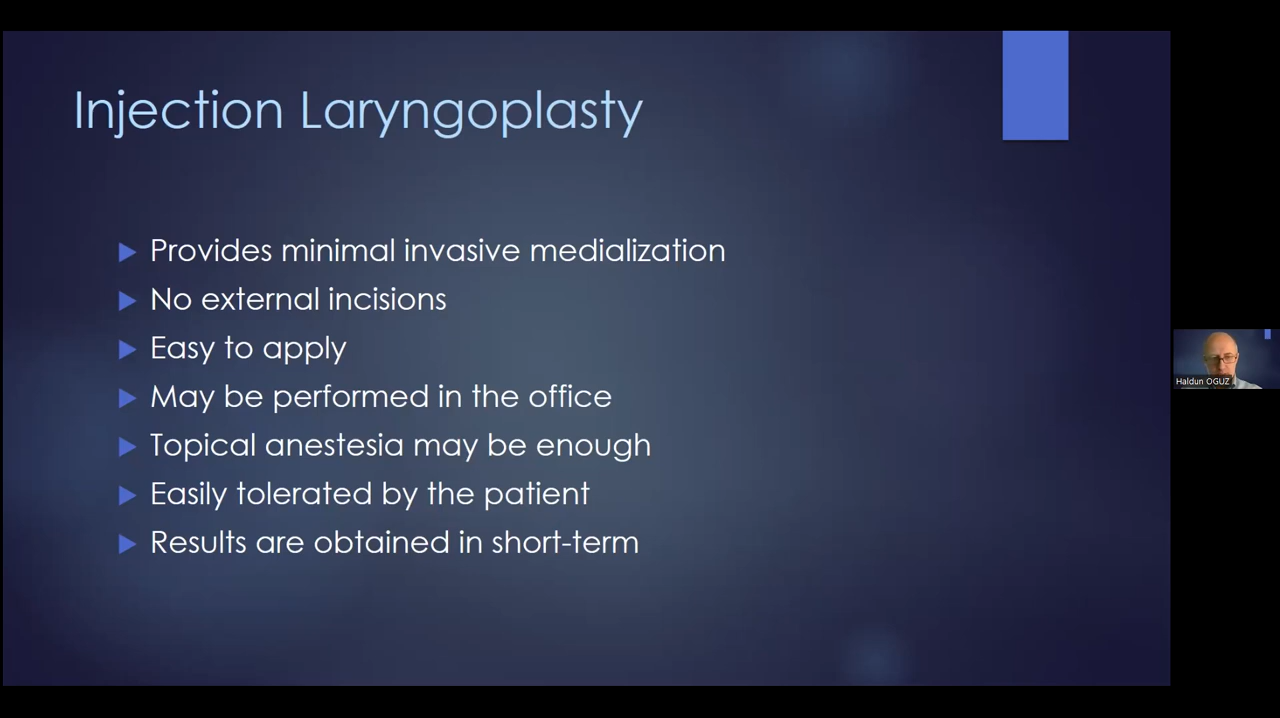 Injection Laryngoplasty
Provides minimal invasive medialization
No external incisions
Easy to apply
May be performed in the office
Topical anestesia may be enough
Easily tolerated by the patient
Results are obtained in short-term
Haldun OGUZ